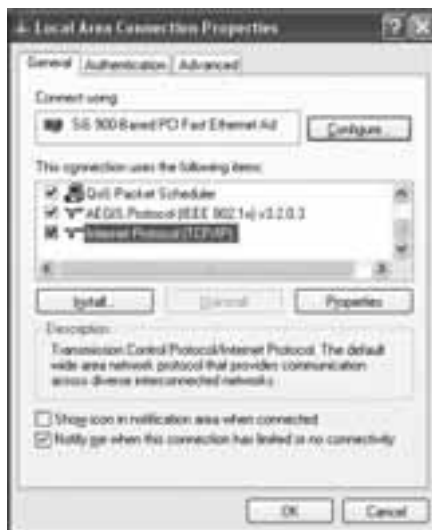 Local Area Connection Properties
General Authentication Advanced
Connect using:
SiS 900-Based PCI Fast Ethernet Ad
Configure...
This connection uses the following items:
QoS Packet Scheduler
AEGIS Protocol (IEEE 802.1x) v3.2.0.3
Internet Protocol (TCP/IP)
Install... Uninstall Properties
Description
Transmission Control Protocol/Internet Protocol. The default
wide area network protocol that provides communication
across diverse interconnected networks.
Show icon in notification area when connected
Notify me when this connection has limited or no connectivity
OK Cancel